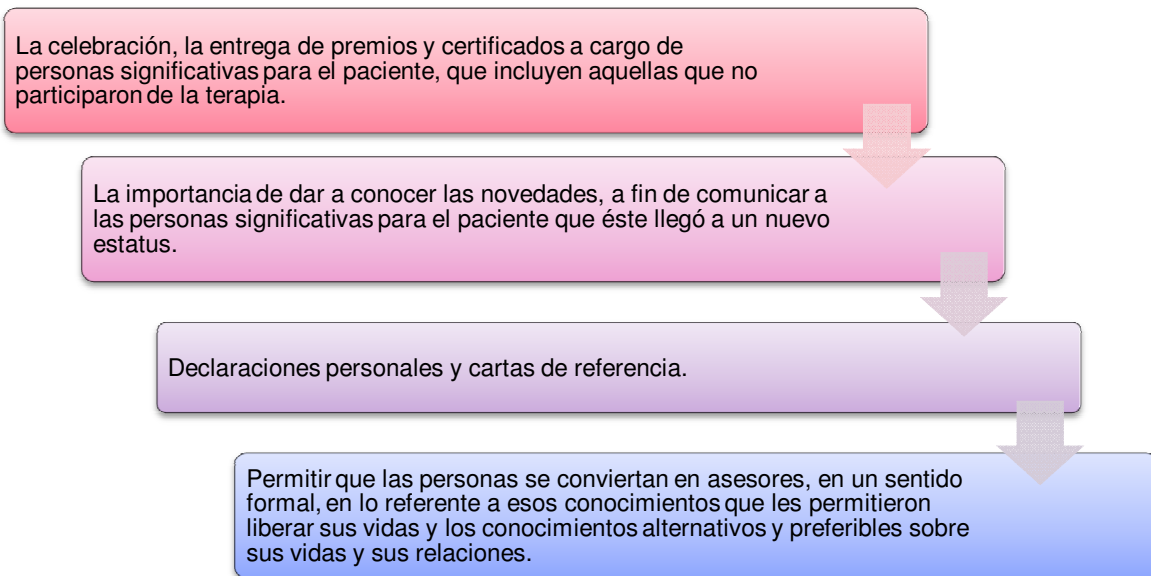 La celebración, la entrega de premios y certificados a cargo de
personas significativas para el paciente, que incluyen aquellas que no
participaron de la terapia.
La importancia de dar a conocer las novedades, a fin de comunicar a
las personas significativas para el paciente que éste llegó a un nuevo
estatus.
Declaraciones personales y cartas de referencia.
Permitir que las personas se conviertan en asesores, en un sentido
formal, en lo referente a esos conocimientos que les permitieron
liberar sus vidas y los conocimientos alternativos y preferibles sobre
sus vidas y sus relaciones.